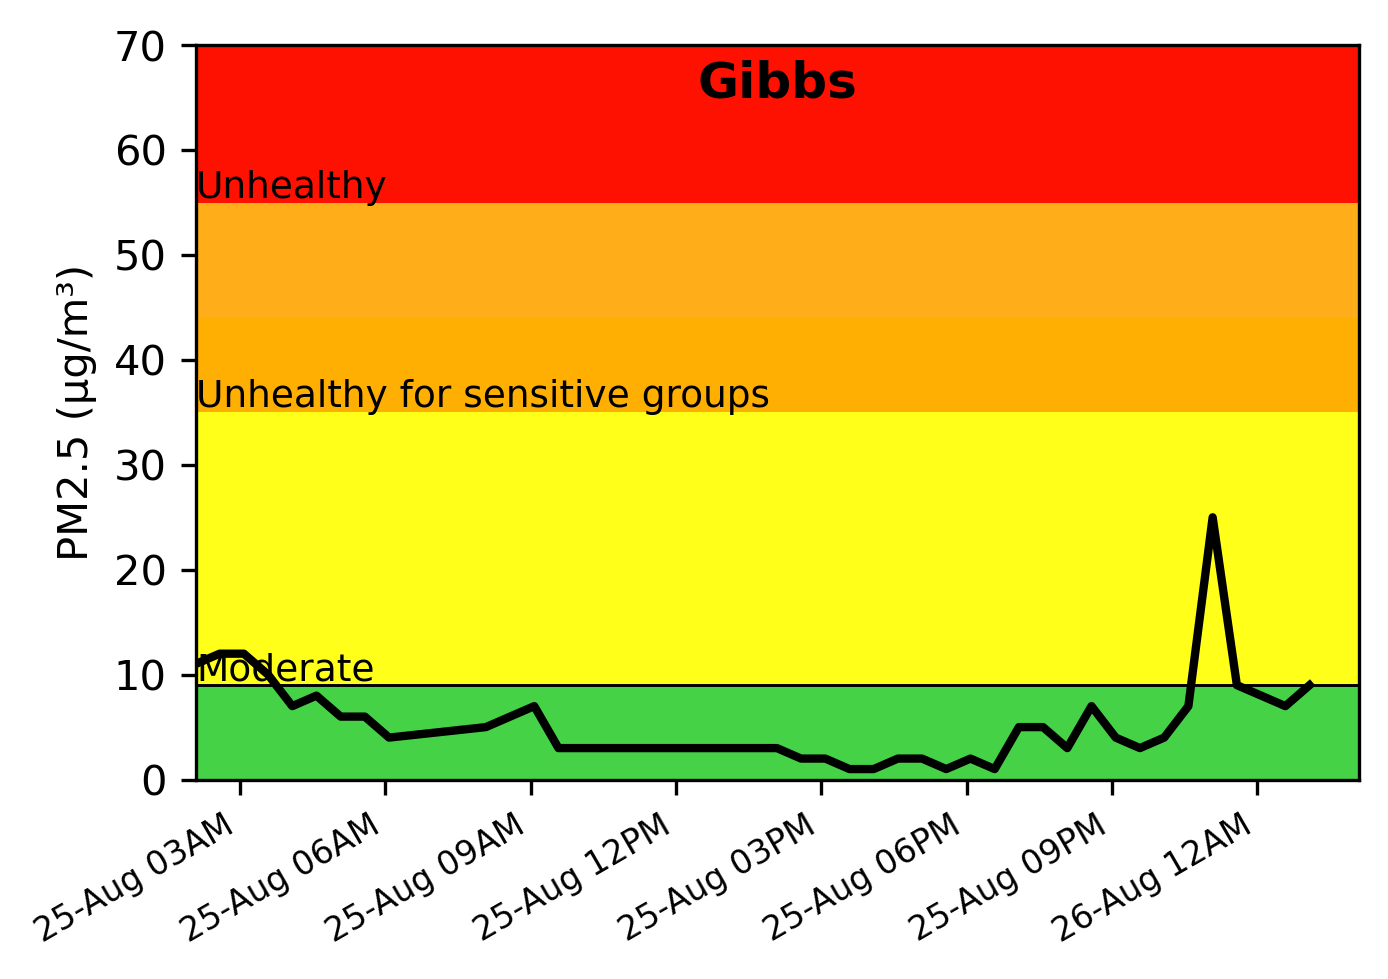 Gibbs
PM2.5 (µg/m³)
70
60
50
40
30
20
10
0
Unhealthy
Unhealthy for sensitive groups
Moderate
25-Aug 03AM
25-Aug 06AM
25-Aug 09AM
25-Aug 12PM
25-Aug 03PM
25-Aug 06PM
25-Aug 09PM
26-Aug 12AM